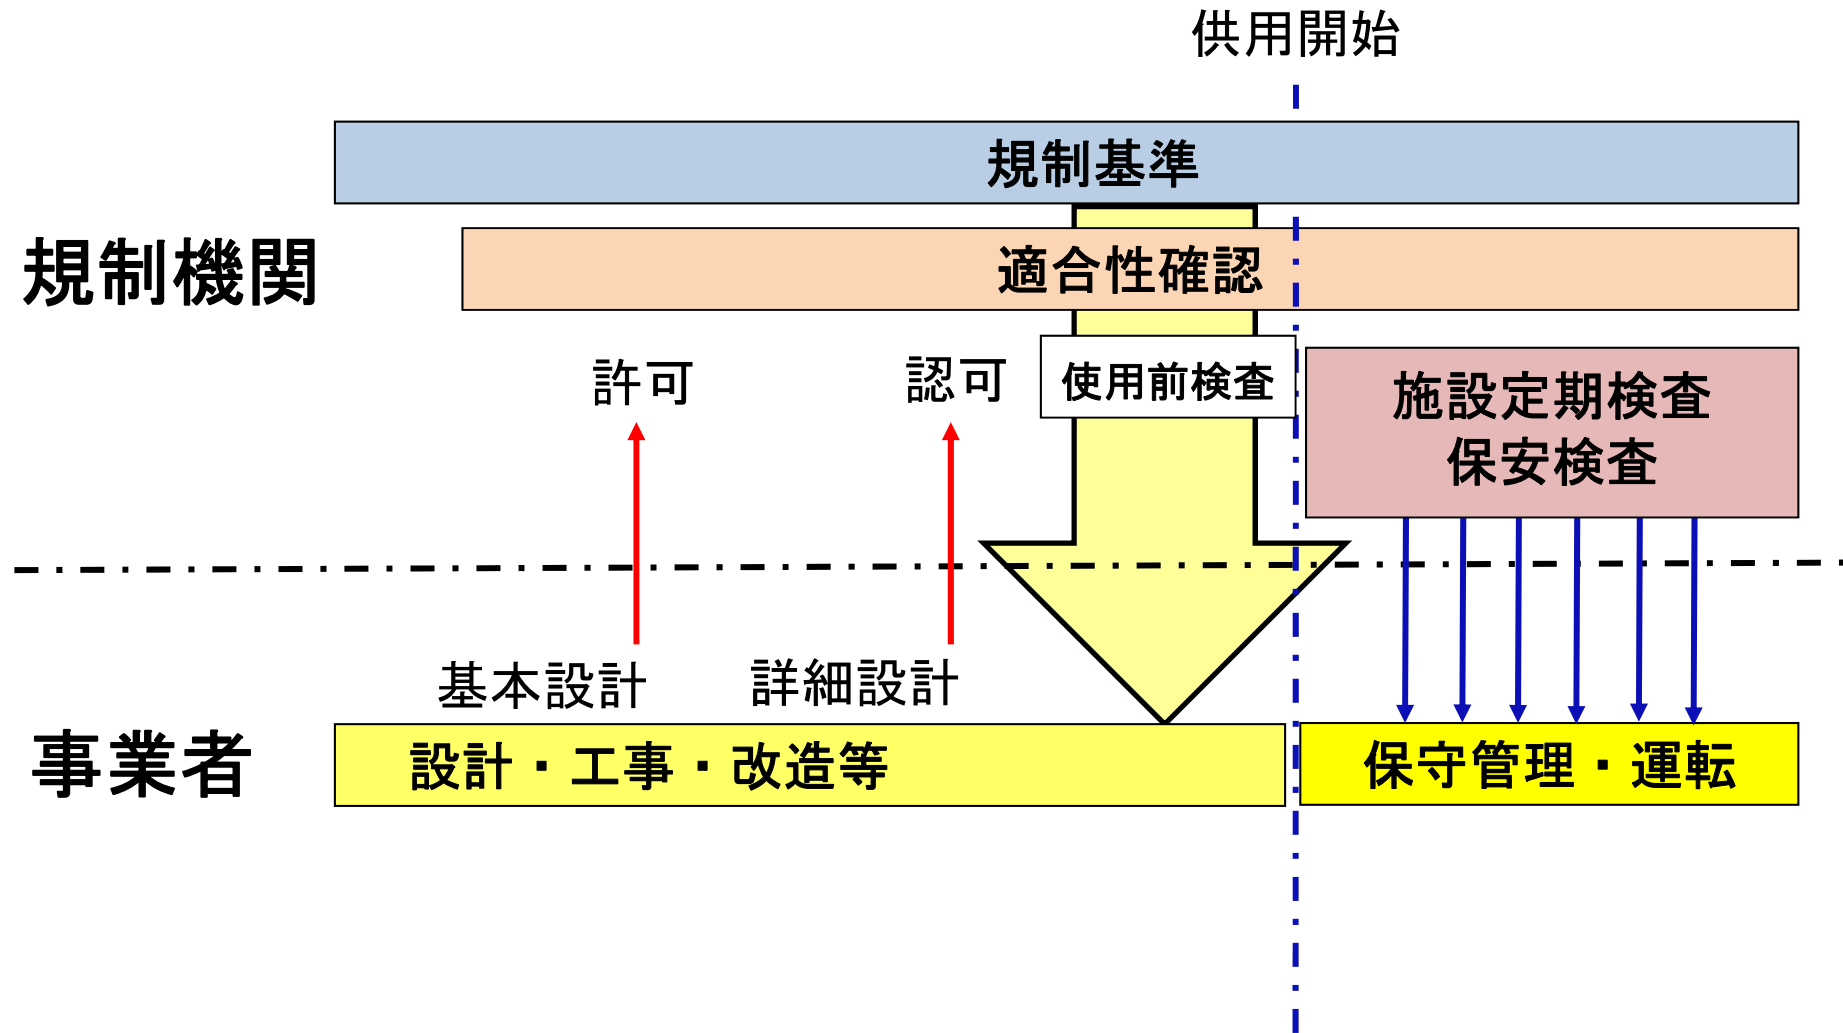 供用開始
規制基準
規制機関
適合性確認
許可
認可
使用前検査
施設定期検査
保安検査
基本設計
詳細設計
事業者
設計・工事・改造等
保守管理・運転